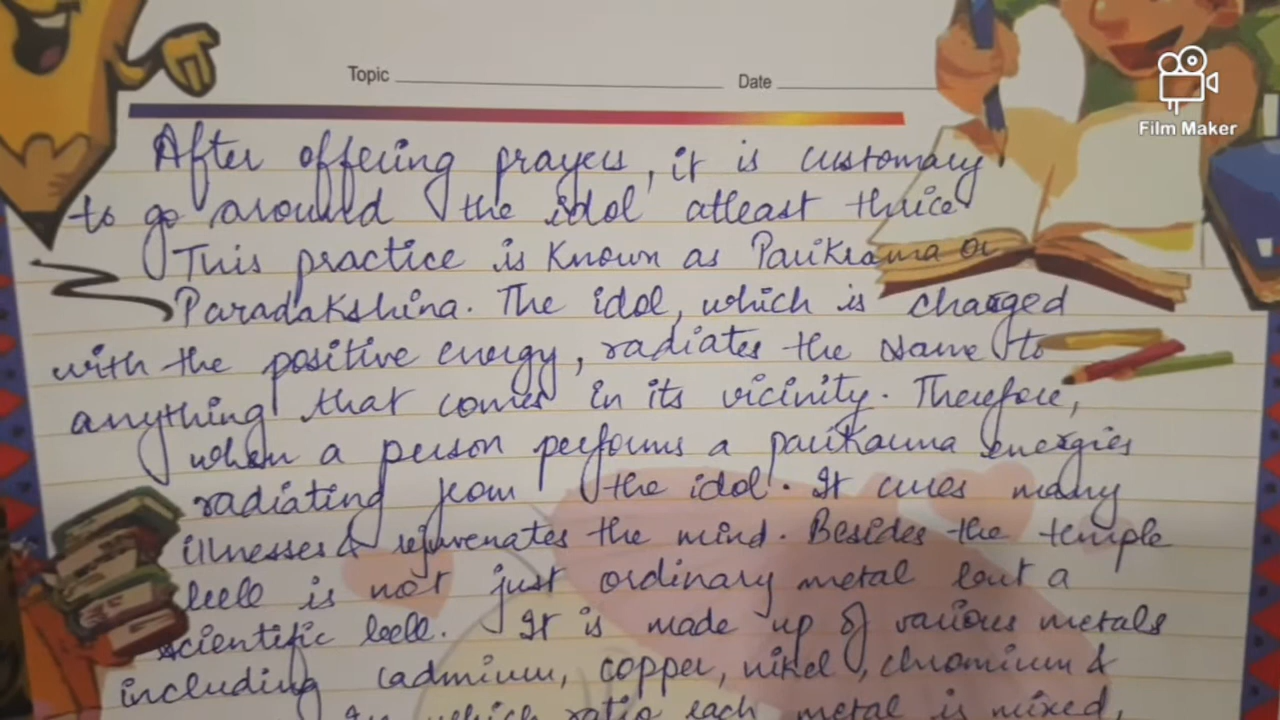 Topic
Date
Film Maker
After offering prayers, it is customary
to go around the idol atleast thrice
This practice is Known as Parikrama or
Paradakshina. The idol, which is charged
with the positive energy, radiates the same to
anything that comes in its vicinity. Therefore,
when a person performs a parikrama energies
radiating from the idol. It cures many
illnesses & rejuvenates the mind. Besides the temple
bell is not just ordinary metal but a
scientific bell. It is made up of various metals
including cadmium, copper, nikel, chromium &
In which ratio each metal is mixed,